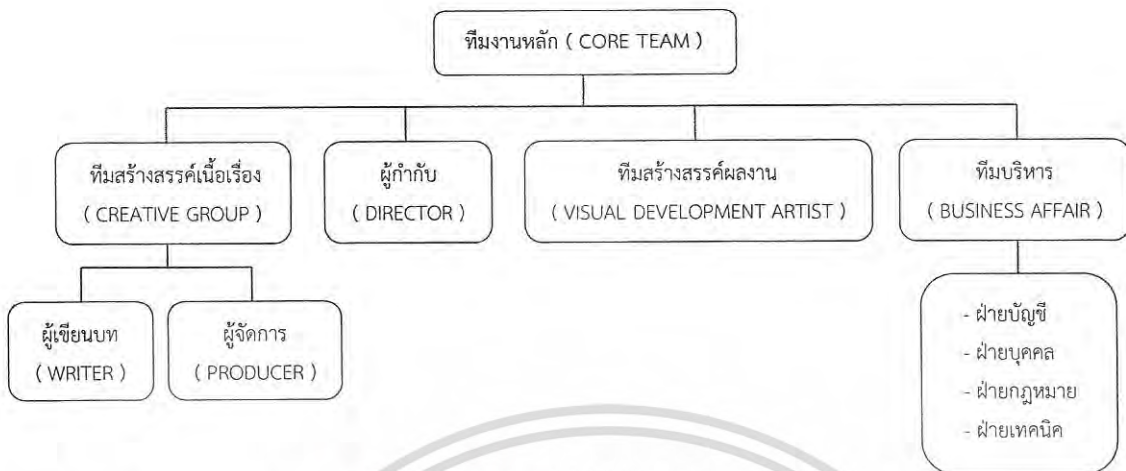 ทีมงานหลัก ( CORE TEAM )
ทีมสร้างสรรค์เนื้อเรื่อง
( CREATIVE GROUP )
ผู้กำกับ
( DIRECTOR )
ทีมสร้างสรรค์ผลงาน
( VISUAL DEVELOPMENT ARTIST )
ทีมบริหาร
( BUSINESS AFFAIR )
ผู้เขียนบท
( WRITER )
ผู้จัดการ
( PRODUCER )
- ฝ่ายบัญชี
- ฝ่ายบุคคล
- ฝ่ายกฎหมาย
- ฝ่ายเทคนิค